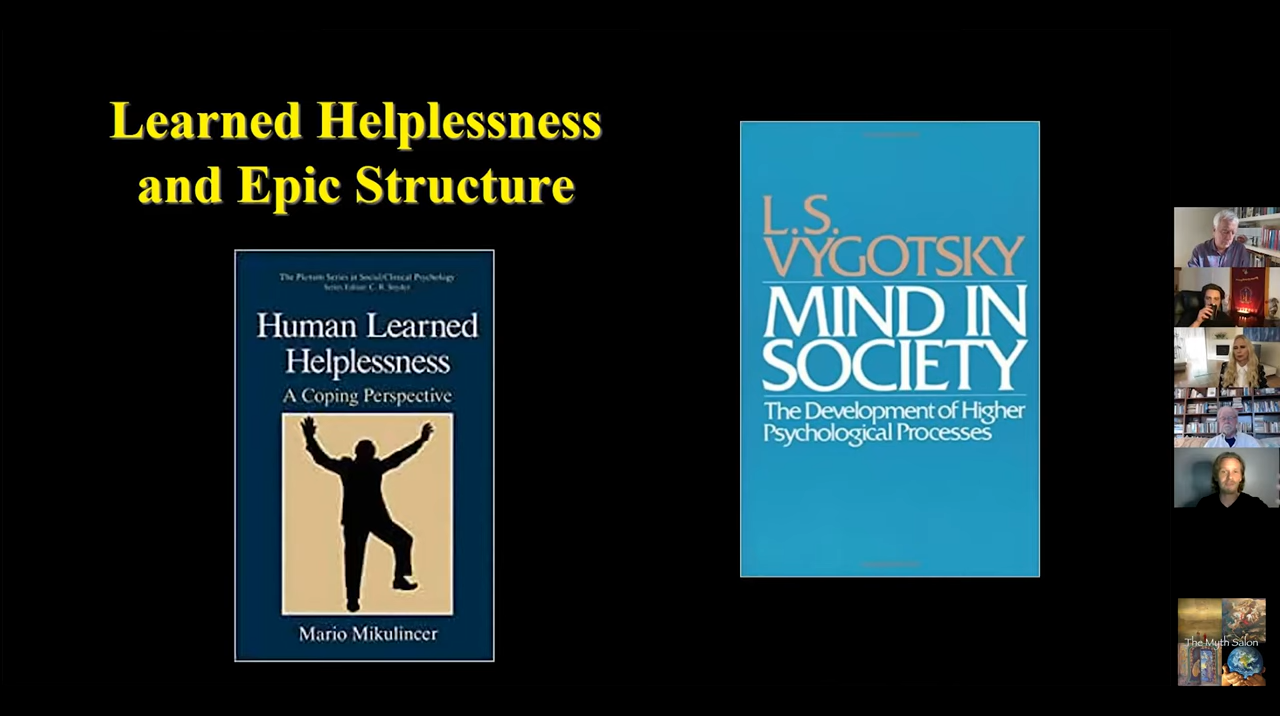 Learned Helplessness
and Epic Structure
The Plenum Series in Social/Clinical Psychology
Series Editor: C. R. Snyder
Human Learned
Helplessness
A Coping Perspective
Mario Mikulincer
L.S.
VYGOTSKY
MIND IN
SOCIETY
The Development of Higher
Psychological Processes
The Myth Salon